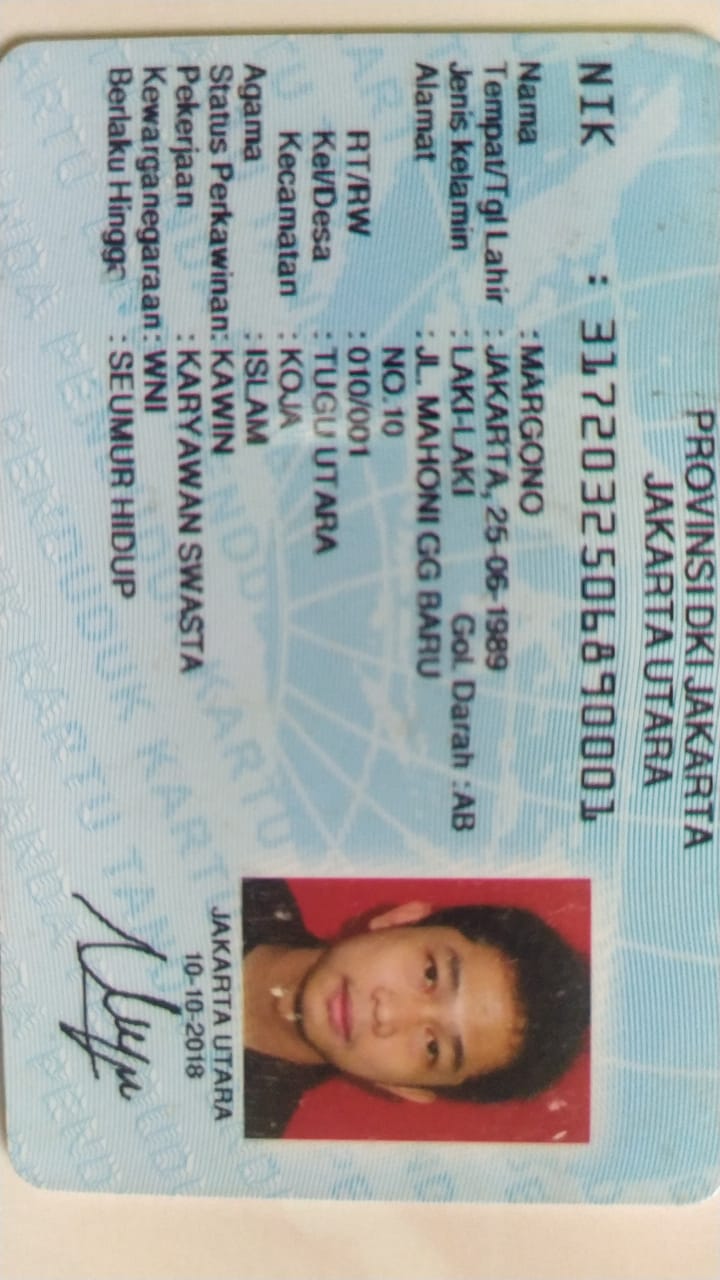 PROVINSI DKI JAKARTA
JAKARTA UTARA
NIK : 3172032506890001
Nama : MARGONO
Tempat/Tgl Lahir : JAKARTA, 25-06-1989
Jenis kelamin : LAKI-LAKI Gol. Darah : AB
Alamat : JL. MAHONI GG BARU
NO.10
RT/RW : 010/001
Kel/Desa : TUGU UTARA
Kecamatan : KOJA
Agama : ISLAM
Status Perkawinan: KAWIN
Pekerjaan : KARYAWAN SWASTA
Kewarganegaraan: WNI
Berlaku Hingga : SEUMUR HIDUP
JAKARTA UTARA
10-10-2018